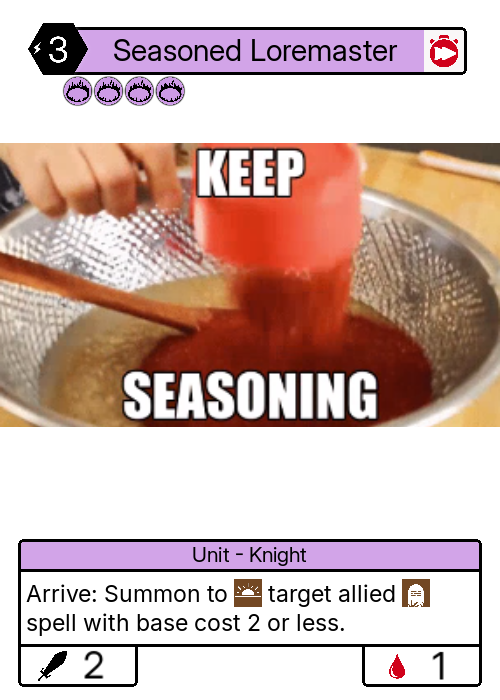 3 Seasoned Loremaster
KEEP
SEASONING
Unit - Knight
Arrive: Summon to target allied
spell with base cost 2 or less.
2 1